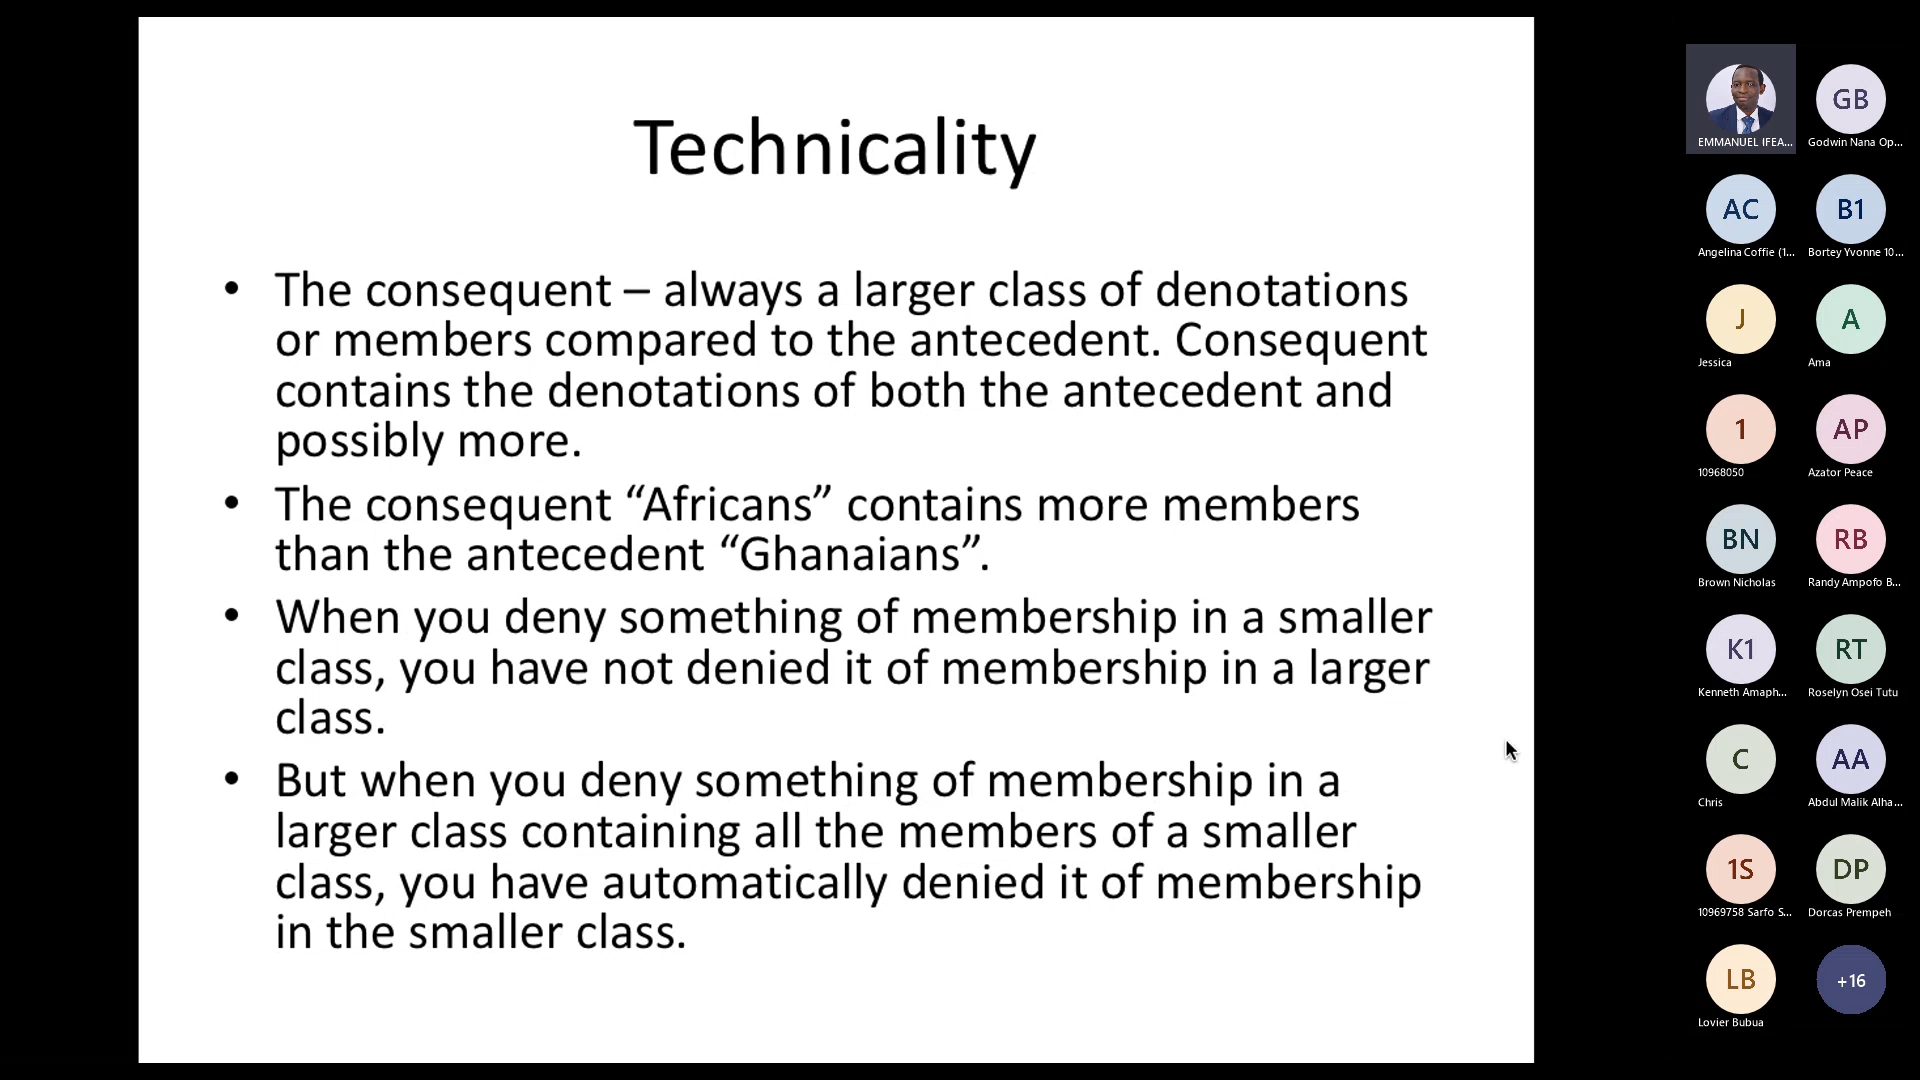 Technicality
• The consequent – always a larger class of denotations
or members compared to the antecedent. Consequent
contains the denotations of both the antecedent and
possibly more.
• The consequent “Africans” contains more members
than the antecedent “Ghanaians”.
• When you deny something of membership in a smaller
class, you have not denied it of membership in a larger
class.
• But when you deny something of membership in a
larger class containing all the members of a smaller
class, you have automatically denied it of membership
in the smaller class.
EMMANUEL IFEA...
GB
Godwin Nana Op...
AC
Angelina Coffie (1...
B1
Bortey Yvonne 10...
J
Jessica
A
Ama
1
10968050
AP
Azator Peace
BN
Brown Nicholas
RB
Randy Ampofo B...
K1
Kenneth Amaph...
RT
Roselyn Osei Tutu
C
Chris
AA
Abdul Malik Alha...
1S
10969758 Sarfo S...
DP
Dorcas Prempeh
LB
Lovier Bubua
+16